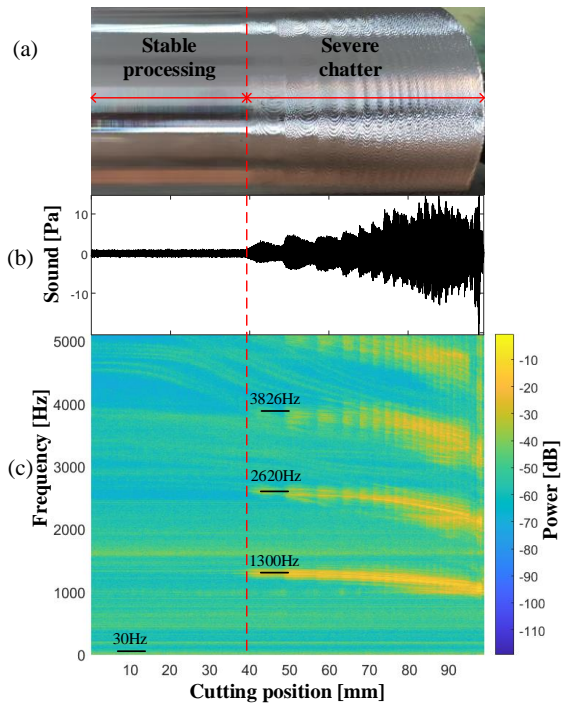 (a)
Stable
processing
Severe
chatter
(b)
Sound [Pa]
10
0
-10
(c)
Frequency [Hz]
5000
4000
3000
2000
1000
0
3826Hz
2620Hz
1300Hz
30Hz
10 20 30 40 50 60 70 80 90
Cutting position [mm]
-10
-20
-30
-40
-50
-60
-70
-80
-90
-100
-110
Power [dB]